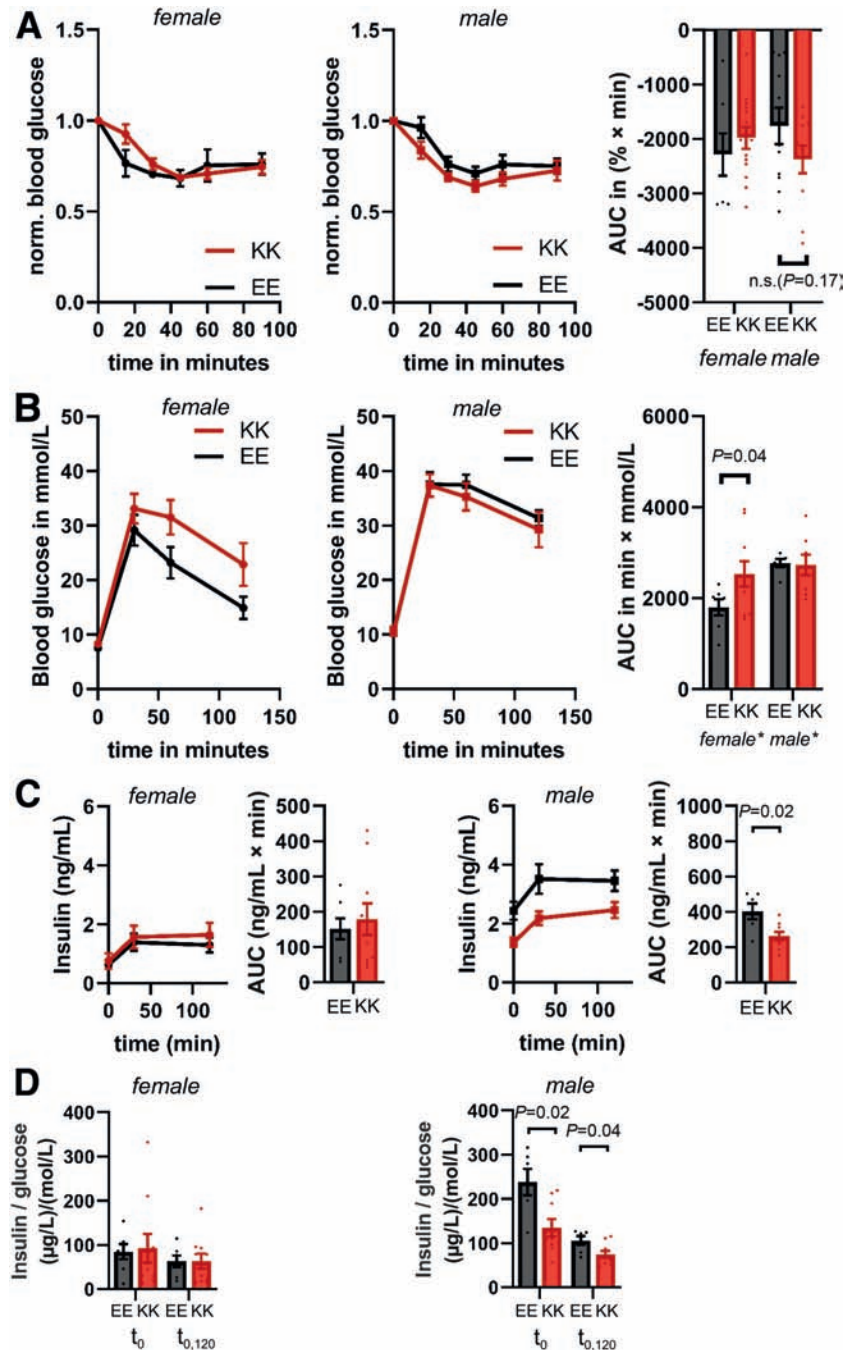 A
female
male
norm. blood glucose
1.5
1.0
0.5
0.0
KK
EE
0 20 40 60 80 100
time in minutes
norm. blood glucose
1.5
1.0
0.5
0.0
KK
EE
0 20 40 60 80 100
time in minutes
AUC in (% × min)
0
-1000
-2000
-3000
-4000
-5000
n.s.(P=0.17)
EE KK EE KK
female male
B
female
male
Blood glucose in mmol/L
50
40
30
20
10
0
KK
EE
0 50 100 150
time in minutes
Blood glucose in mmol/L
50
40
30
20
10
0
KK
EE
0 50 100 150
time in minutes
AUC in min × mmol/L
6000
4000
2000
0
P=0.04
EE KK EE KK
female* male*
C
female
Insulin (ng/mL)
6
4
2
0
0 50 100
time (min)
AUC (ng/mL × min)
500
400
300
200
100
0
EE KK
male
Insulin (ng/mL)
6
4
2
0
0 50 100
time (min)
AUC (ng/mL × min)
1000
800
600
400
200
0
P=0.02
EE KK
D
female
Insulin / glucose
(µg/L)/(mol/L)
400
300
200
100
0
EE KK EE KK
t0 t0,120
male
Insulin / glucose
(µg/L)/(mol/L)
400
300
200
100
0
P=0.02
P=0.04
EE KK EE KK
t0 t0,120